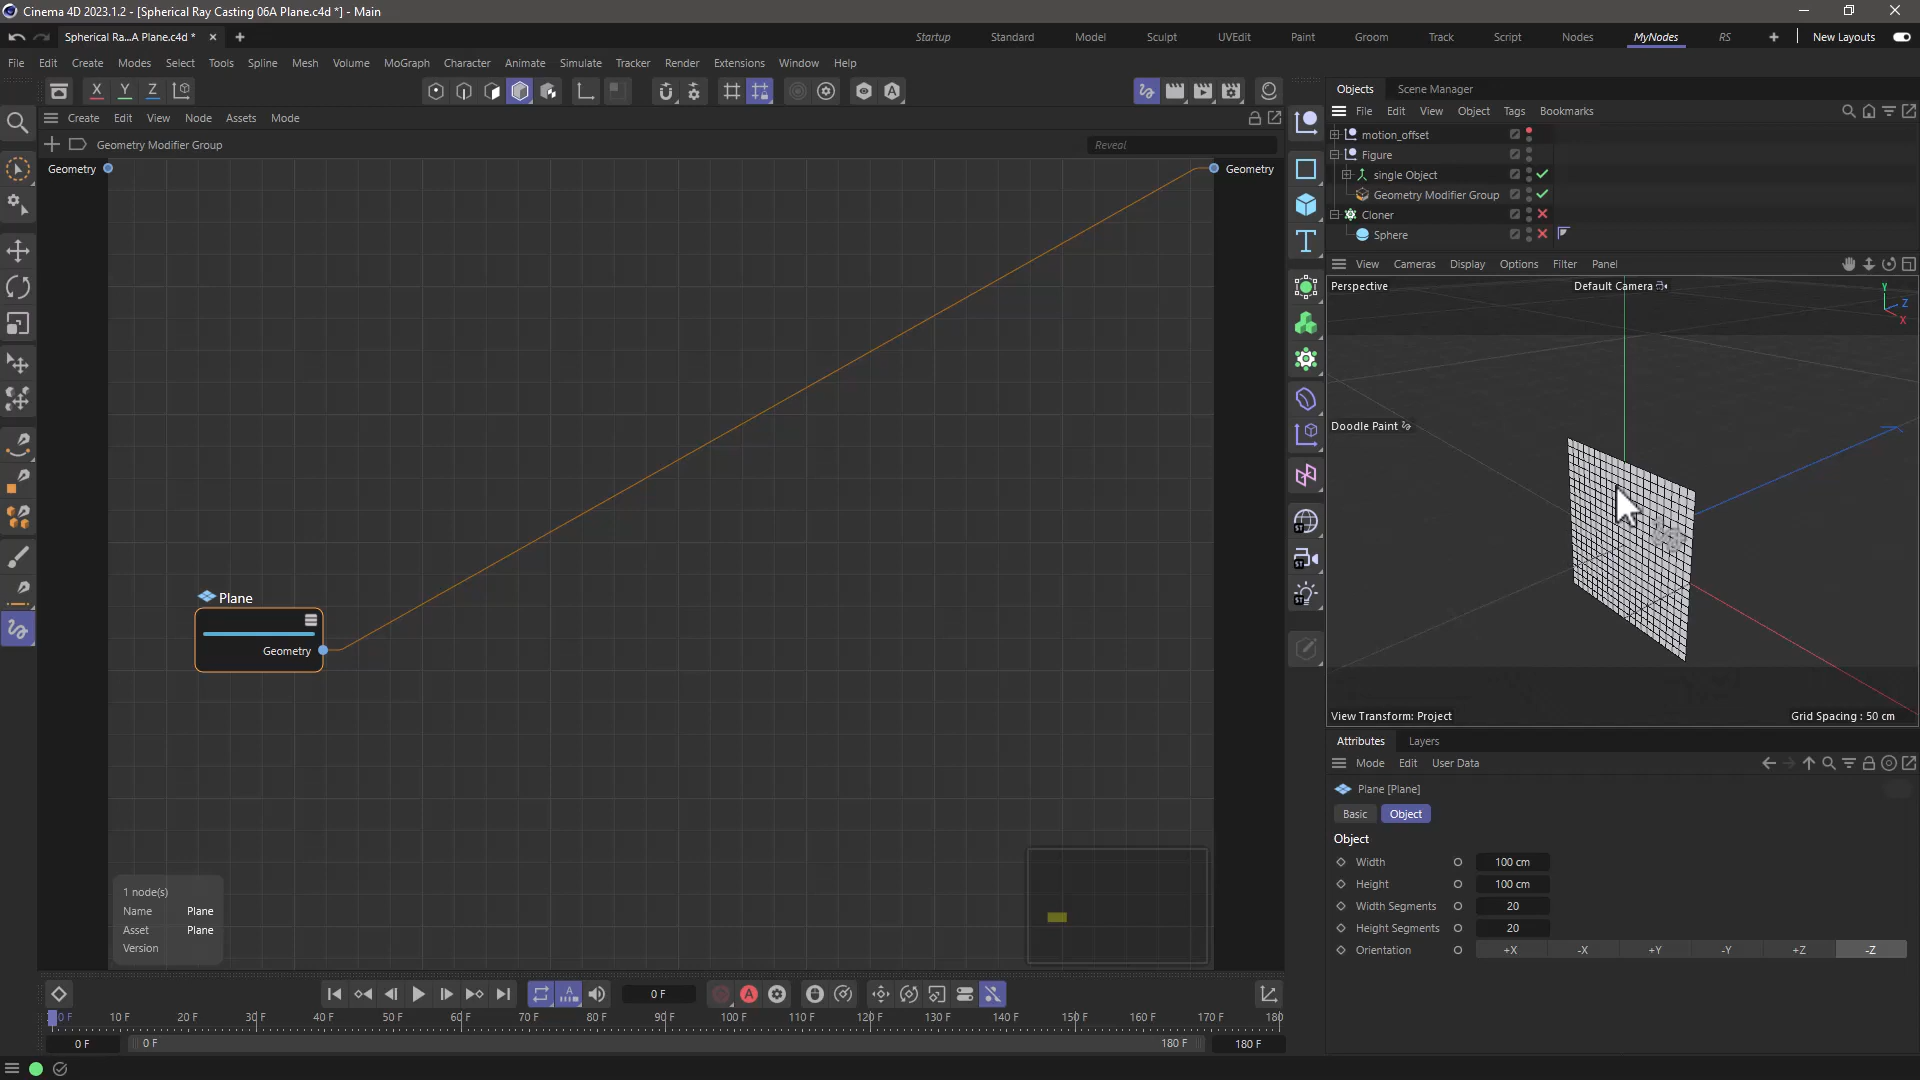 Cinema 4D 2023.1.2 - [Spherical Ray Casting 06A Plane.c4d *] - Main
Spherical Ra...A Plane.c4d *
Startup Standard Model Sculpt UVEdit Paint Groom Track Script Nodes MyNodes RS New Layouts
File Edit Create Modes Select Tools Spline Mesh Volume MoGraph Character Animate Simulate Tracker Render Extensions Window Help
X Y Z
Objects Scene Manager
Create Edit View Node Assets Mode
File Edit View Object Tags Bookmarks
Geometry Modifier Group
Reveal
motion_offset
Figure
single Object
Geometry Modifier Group
Cloner
Sphere
Geometry
Geometry
View Cameras Display Options Filter Panel
Perspective
Default Camera
Y
Z
X
Doodle Paint
View Transform: Project
Grid Spacing : 50 cm
Plane
Geometry
1 node(s)
Name Plane
Asset Plane
Version
Attributes Layers
Mode Edit User Data
Plane [Plane]
Basic Object
Object
Width 100 cm
Height 100 cm
Width Segments 20
Height Segments 20
Orientation +X -X +Y -Y +Z -Z
0 F
0 F 10 F 20 F 30 F 40 F 50 F 60 F 70 F 80 F 90 F 100 F 110 F 120 F 130 F 140 F 150 F 160 F 170 F 180
0 F 0 F 180 F 180 F